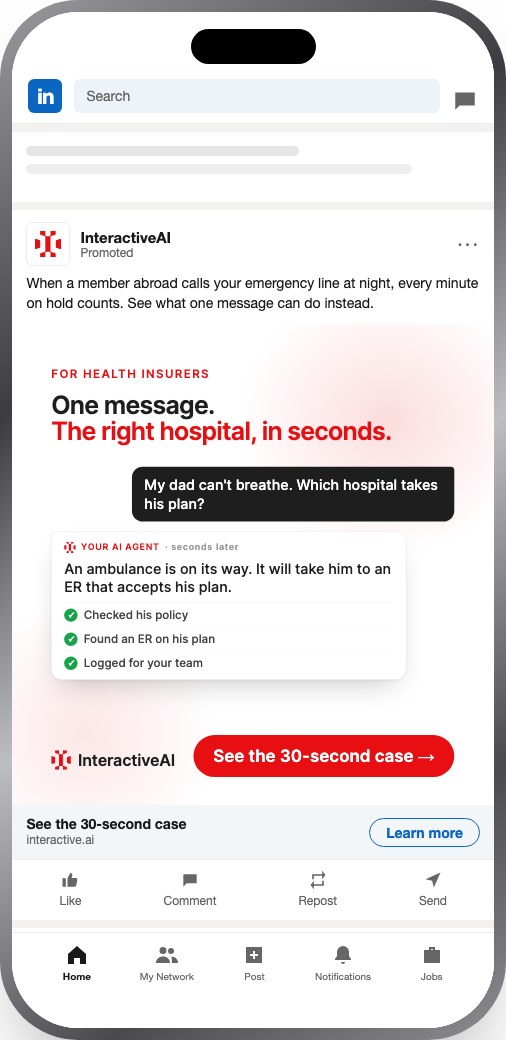 in
Search
InteractiveAI
Promoted
When a member abroad calls your emergency line at night, every minute
on hold counts. See what one message can do instead.
FOR HEALTH INSURERS
One message.
The right hospital, in seconds.
My dad can't breathe. Which hospital takes
his plan?
YOUR AI AGENT · seconds later
An ambulance is on its way. It will take him to an
ER that accepts his plan.
Checked his policy
Found an ER on his plan
Logged for your team
InteractiveAI
See the 30-second case →
See the 30-second case
interactive.ai
Learn more
Like
Comment
Repost
Send
Home
My Network
Post
Notifications
Jobs